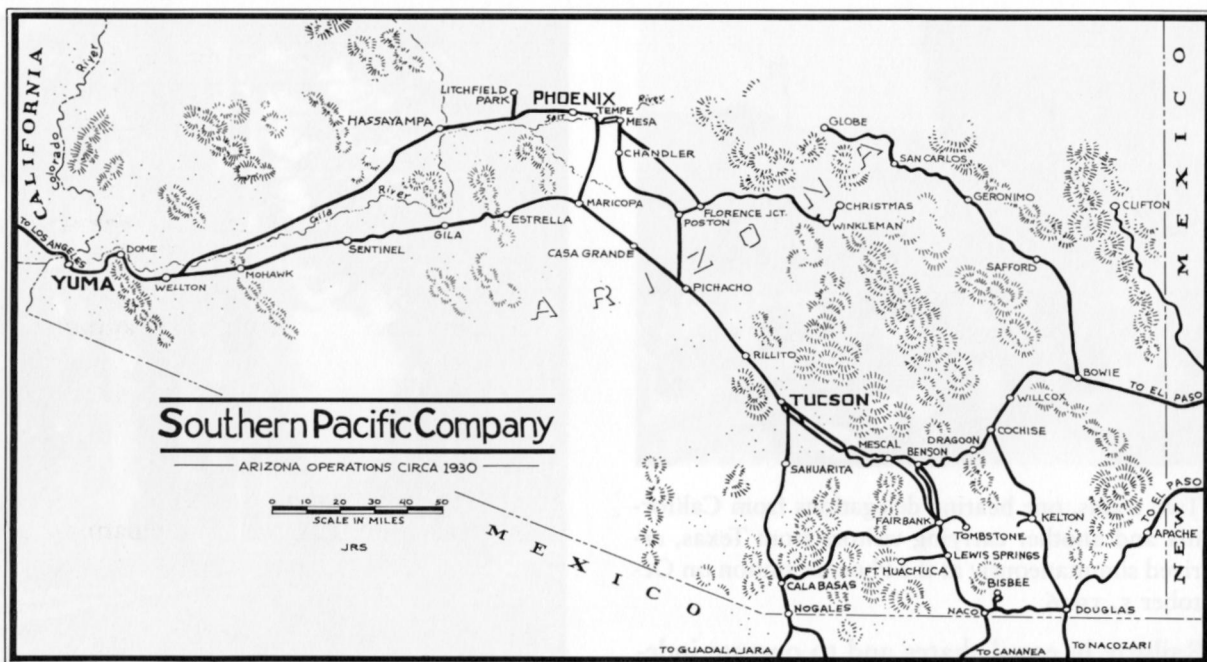 CALIFORNIA
Colorado
River
TO LOS ANGELES
YUMA
DOME
WELLTON
MOHAWK
SENTINEL
GILA
ESTRELLA
Gila
River
HASSAYAMPA
LITCHFIELD
PARK
PHOENIX
Salt
River
TEMPE
MESA
CHANDLER
MARICOPA
CASA GRANDE
POSTON
FLORENCE JCT.
PICHACHO
RILLITO
CHRISTMAS
WINKLEMAN
GLOBE
SAN CARLOS
GERONIMO
SAFFORD
CLIFTON
BOWIE
TO EL PASO
WILLCOX
COCHISE
DRAGOON
BENSON
MESCAL
TUCSON
SAHUARITA
FAIRBANK
TOMBSTONE
KELTON
LEWIS SPRINGS
FT. HUACHUCA
BISBEE
CALABASAS
NOGALES
NACO
DOUGLAS
APACHE
TO EL PASO
TO GUADALAJARA
TO CANANEA
TO NACOZARI
ARIZONA
MEXICO
NEW MEXICO
Southern Pacific Company
ARIZONA OPERATIONS CIRCA 1930
0 10 20 30 40 50
SCALE IN MILES
JRS